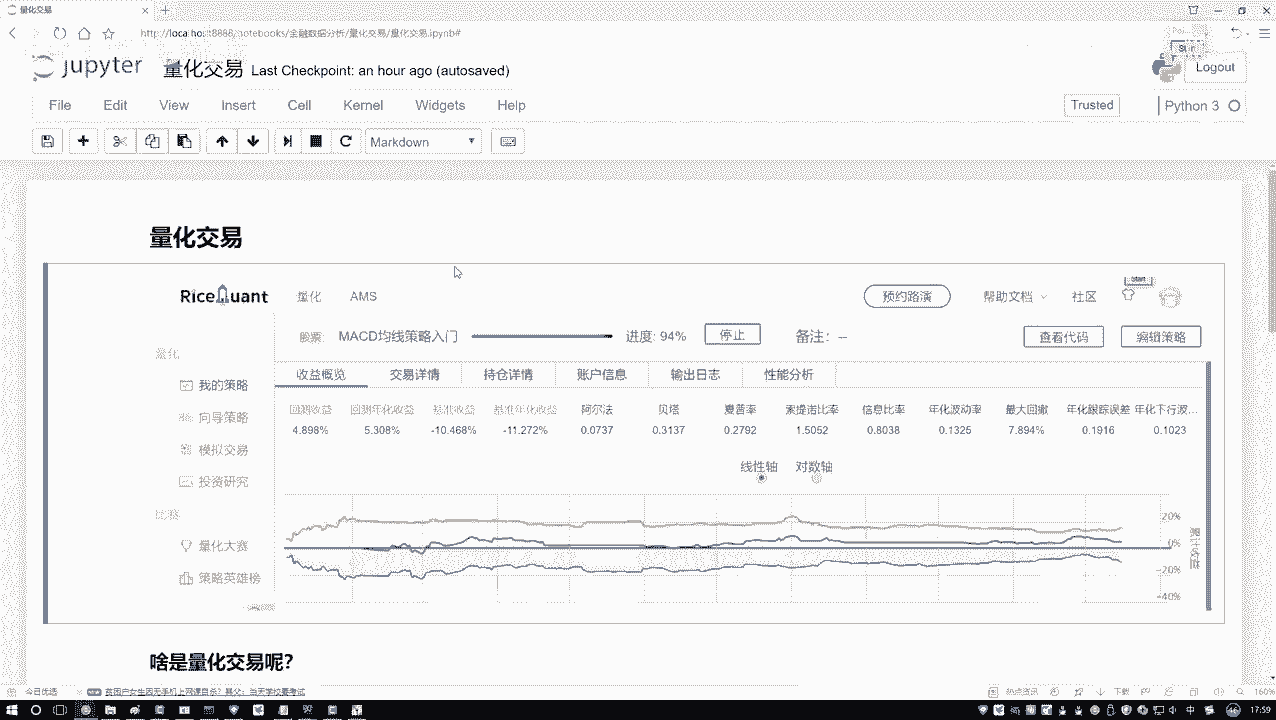 量化交易
http://localhost:8888/notebooks/金融数据分析/量化交易/量化交易.ipynb#
jupyter 量化交易 Last Checkpoint: an hour ago (autosaved)
Logout
File Edit View Insert Cell Kernel Widgets Help
Trusted Python 3
Markdown
量化交易
RiceQuant 量化 AMS 预约路演 帮助文档 社区
股票: MACD均线策略入门 进度: 94% 停止 备注: -- 查看代码 编辑策略
量化
收益概览 交易详情 持仓详情 账户信息 输出日志 性能分析
我的策略
回测收益 回测年化收益 基准收益 基准年化收益 阿尔法 贝塔 夏普率 索提诺比率 信息比率 年化波动率 最大回撤 年化跟踪误差 年化下行波...
向导策略
4.898% 5.308% -10.468% -11.272% 0.0737 0.3137 0.2792 1.5052 0.8038 0.1325 7.894% 0.1916 0.1023
模拟交易
线性轴 对数轴
投资研究
比赛
20%
量化大赛
0%
-20%
策略英雄榜
-40%
啥是量化交易呢?
今日优选
热点资讯 下载 160%
中 17:59